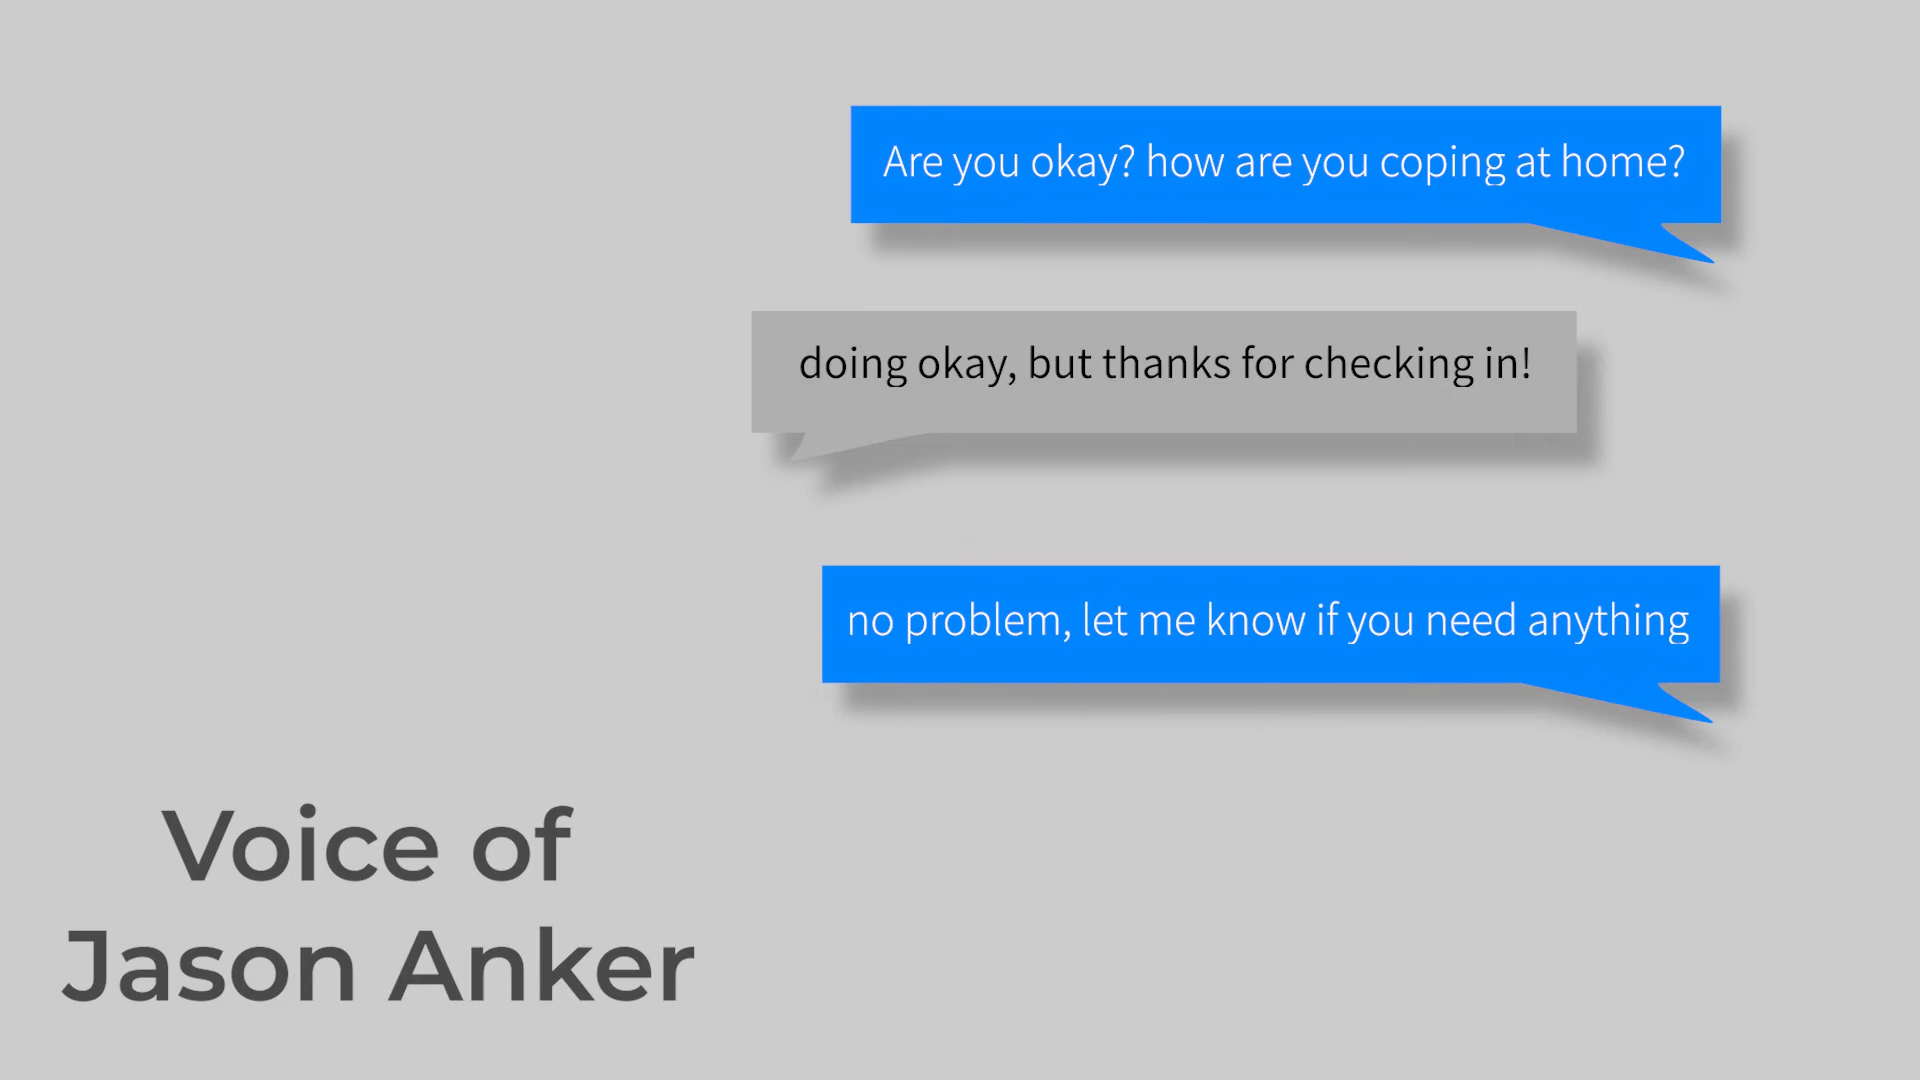 Are you okay? how are you coping at home?
doing okay, but thanks for checking in!
no problem, let me know if you need anything
Voice of
Jason Anker